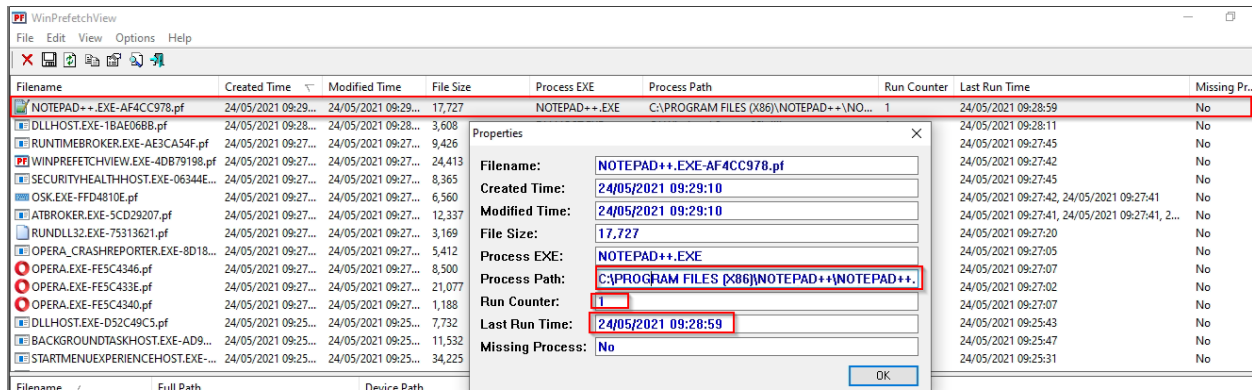 WinPrefetchView
File Edit View Options Help
Filename Created Time Modified Time File Size Process EXE Process Path Run Counter Last Run Time Missing Pr...
NOTEPAD++.EXE-AF4CC978.pf 24/05/2021 09:29... 24/05/2021 09:29... 17,727 NOTEPAD++.EXE C:\PROGRAM FILES (X86)\NOTEPAD++\NO... 1 24/05/2021 09:28:59 No
DLLHOST.EXE-1BAE06BB.pf 24/05/2021 09:28... 24/05/2021 09:28... 3,608 24/05/2021 09:28:11 No
RUNTIMEBROKER.EXE-AE3CA54F.pf 24/05/2021 09:27... 24/05/2021 09:27... 9,426 24/05/2021 09:27:45 No
WINPREFETCHVIEW.EXE-4DB79198.pf 24/05/2021 09:27... 24/05/2021 09:27... 24,413 24/05/2021 09:27:42 No
SECURITYHEALTHHOST.EXE-06344E... 24/05/2021 09:27... 24/05/2021 09:27... 8,365 24/05/2021 09:27:45 No
OSK.EXE-FFD4810E.pf 24/05/2021 09:27... 24/05/2021 09:27... 6,560 24/05/2021 09:27:42, 24/05/2021 09:27:41 No
ATBROKER.EXE-5CD29207.pf 24/05/2021 09:27... 24/05/2021 09:27... 12,337 24/05/2021 09:27:41, 24/05/2021 09:27:41, 2... No
RUNDLL32.EXE-75313621.pf 24/05/2021 09:27... 24/05/2021 09:27... 3,169 24/05/2021 09:27:20 No
OPERA_CRASHREPORTER.EXE-8D18... 24/05/2021 09:27... 24/05/2021 09:27... 5,412 24/05/2021 09:27:05 No
OPERA.EXE-FE5C4346.pf 24/05/2021 09:27... 24/05/2021 09:27... 8,500 24/05/2021 09:27:07 No
OPERA.EXE-FE5C433E.pf 24/05/2021 09:27... 24/05/2021 09:27... 21,077 24/05/2021 09:27:02 No
OPERA.EXE-FE5C4340.pf 24/05/2021 09:27... 24/05/2021 09:27... 1,188 24/05/2021 09:27:07 No
DLLHOST.EXE-D52C49C5.pf 24/05/2021 09:25... 24/05/2021 09:25... 7,732 24/05/2021 09:25:43 No
BACKGROUNDTASKHOST.EXE-AD9... 24/05/2021 09:25... 24/05/2021 09:25... 11,532 24/05/2021 09:25:47 No
STARTMENUEXPERIENCEHOST.EXE-... 24/05/2021 09:25... 24/05/2021 09:25... 34,225 24/05/2021 09:25:31 No
Properties
Filename: NOTEPAD++.EXE-AF4CC978.pf
Created Time: 24/05/2021 09:29:10
Modified Time: 24/05/2021 09:29:10
File Size: 17,727
Process EXE: NOTEPAD++.EXE
Process Path: C:\PROGRAM FILES (X86)\NOTEPAD++\NOTEPAD++.
Run Counter: 1
Last Run Time: 24/05/2021 09:28:59
Missing Process: No
OK
Filename Full Path Device Path